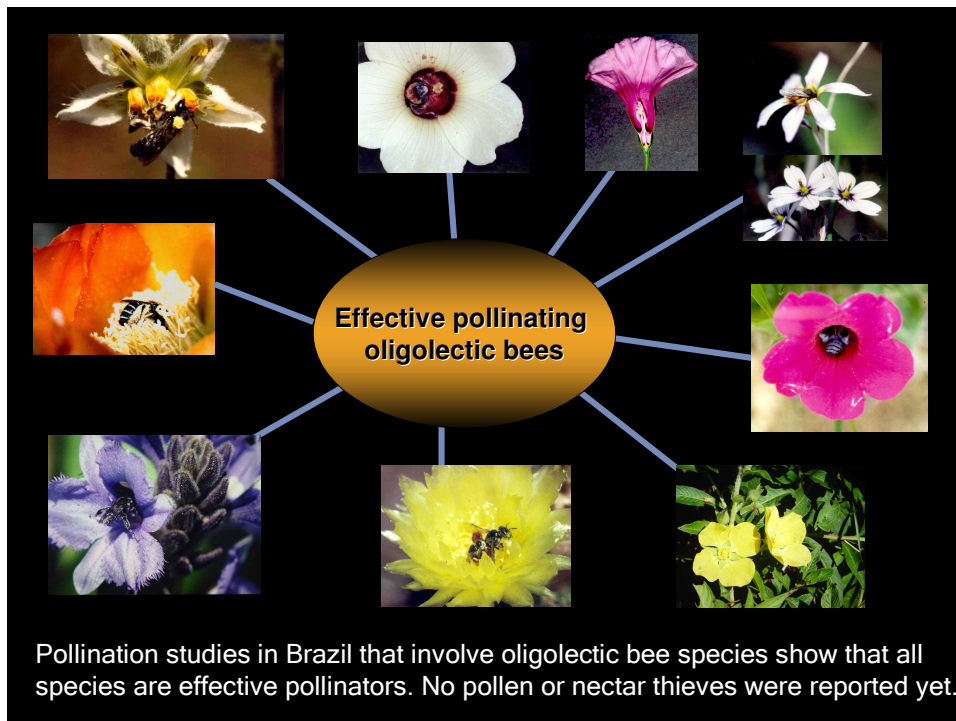 Effective pollinating
oligolectic bees
Pollination studies in Brazil that involve oligolectic bee species show that all
species are effective pollinators. No pollen or nectar thieves were reported yet.